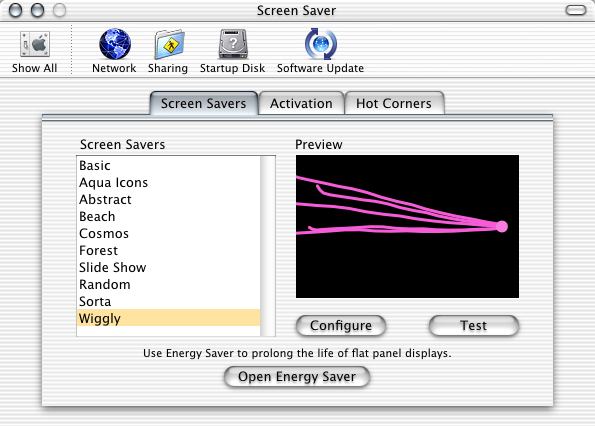 Screen Saver
Show All Network Sharing Startup Disk Software Update
Screen Savers Activation Hot Corners
Screen Savers
Basic
Aqua Icons
Abstract
Beach
Cosmos
Forest
Slide Show
Random
Sorta
Wiggly
Preview
Configure Test
Use Energy Saver to prolong the life of flat panel displays.
Open Energy Saver